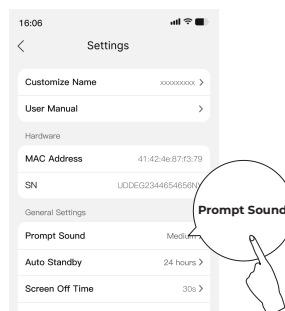 16:06
Settings
Customize Name xxxxxxxxx
User Manual
Hardware
MAC Address 41:42:4e:87:f3:79
SN UDDEG2344654656N
General Settings
Prompt Sound Medium
Prompt Sound
Auto Standby 24 hours
Screen Off Time 30s